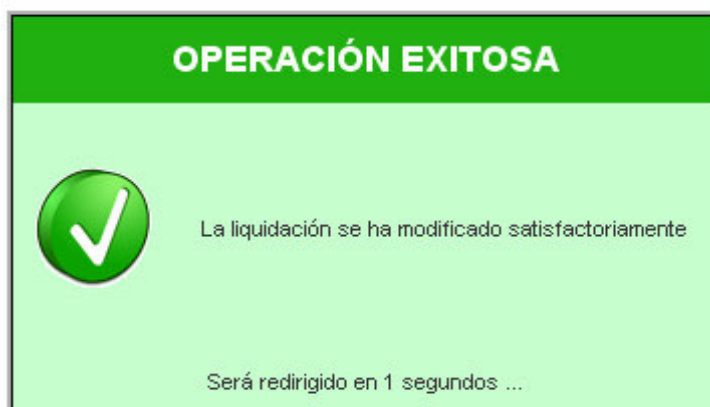 OPERACIÓN EXITOSA
La liquidación se ha modificado satisfactoriamente
Será redirigido en 1 segundos ...